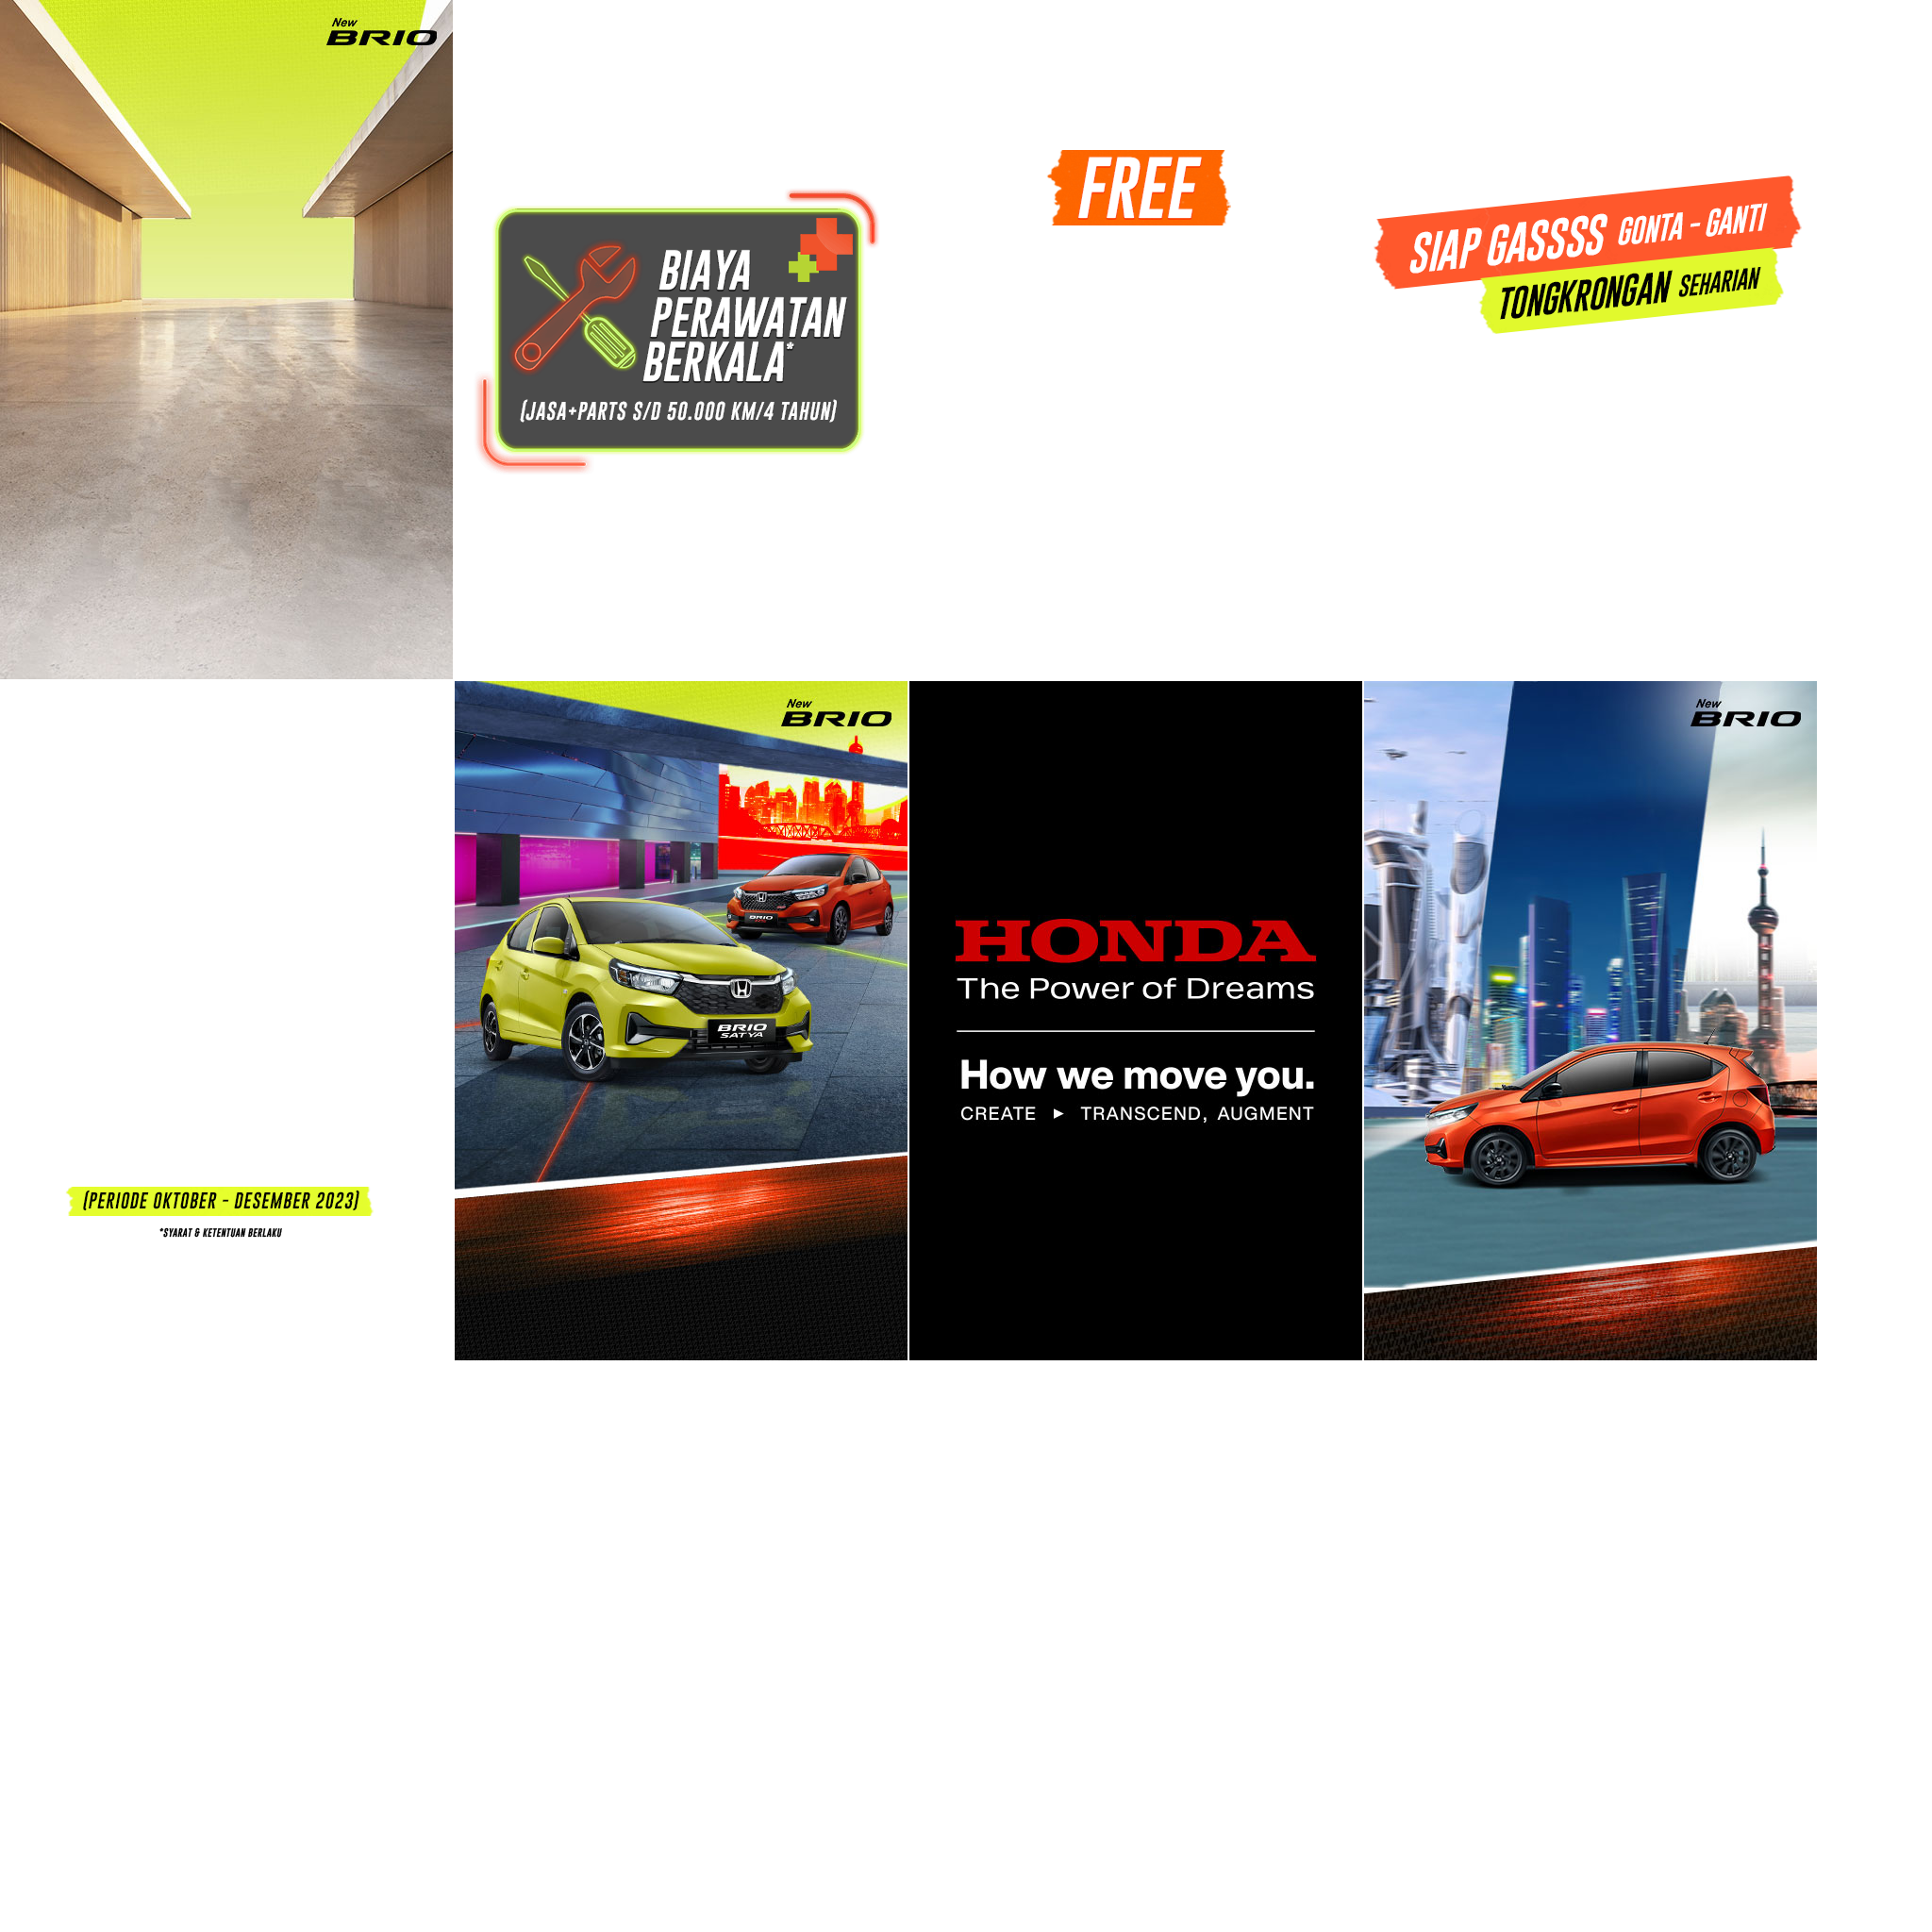 New
BRIO
BIAYA
PERAWATAN
BERKALA*
(JASA+PARTS S/D 50.000 KM/4 TAHUN)
FREE
SIAP GASSSS GONTA - GANTI
TONGKRONGAN SEHARIAN
(PERIODE OKTOBER - DESEMBER 2023)
*SYARAT & KETENTUAN BERLAKU
New
BRIO
BRIO
BRIO
SATYA
HONDA
The Power of Dreams
How we move you.
CREATE ► TRANSCEND, AUGMENT
New
BRIO